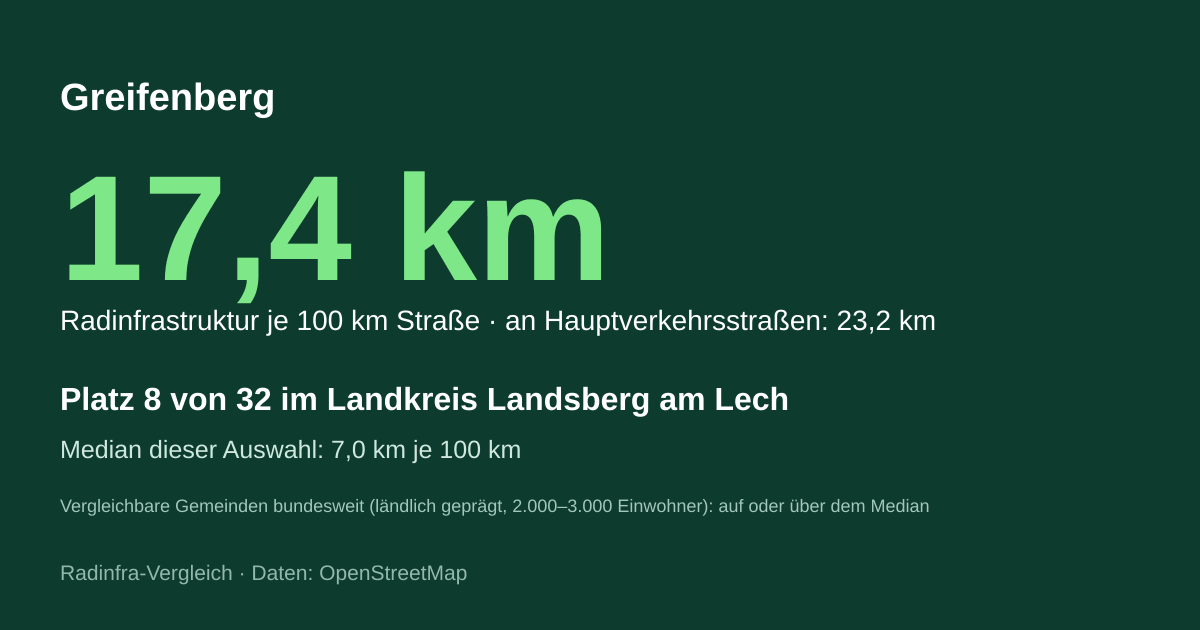 Greifenberg
17,4 km
Radinfrastruktur je 100 km Straße · an Hauptverkehrsstraßen: 23,2 km
Platz 8 von 32 im Landkreis Landsberg am Lech
Median dieser Auswahl: 7,0 km je 100 km
Vergleichbare Gemeinden bundesweit (ländlich geprägt, 2.000–3.000 Einwohner): auf oder über dem Median
Radinfra-Vergleich · Daten: OpenStreetMap